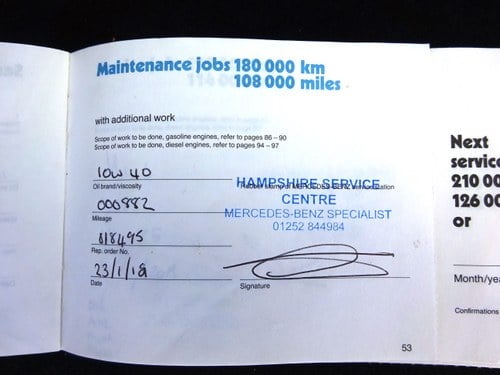 Maintenance jobs 180 000 km
108 000 miles
with additional work
Scope of work to be done, gasoline engines, refer to pages 86 – 90
Scope of work to be done, diesel engines, refer to pages 94 – 97
10W 40
Oil brand/viscosity
000882
Mileage
818495
Rep. order No.
23/1/18
Date
HAMPSHIRE SERVICE
CENTRE
MERCEDES-BENZ SPECIALIST
01252 844984
Signature
53
Next
service
210 00
126 00
or
Month/yea
Confirmations